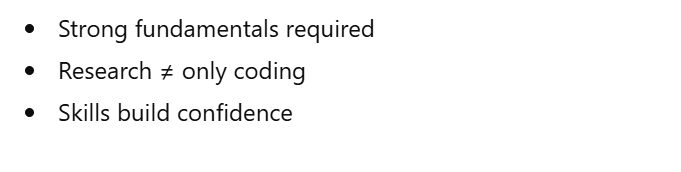 • Strong fundamentals required
• Research ≠ only coding
• Skills build confidence